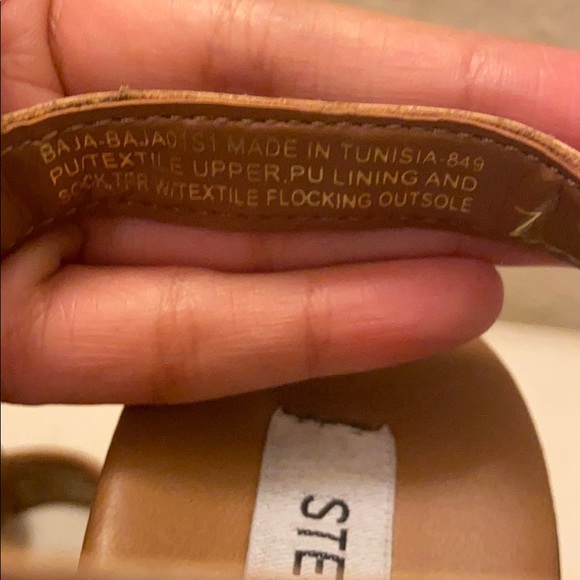 BAJA-BAJA01S1 MADE IN TUNISIA-849
PU/TEXTILE UPPER,PU LINING AND
SOCK,TPR W/TEXTILE FLOCKING OUTSOLE
7
STE